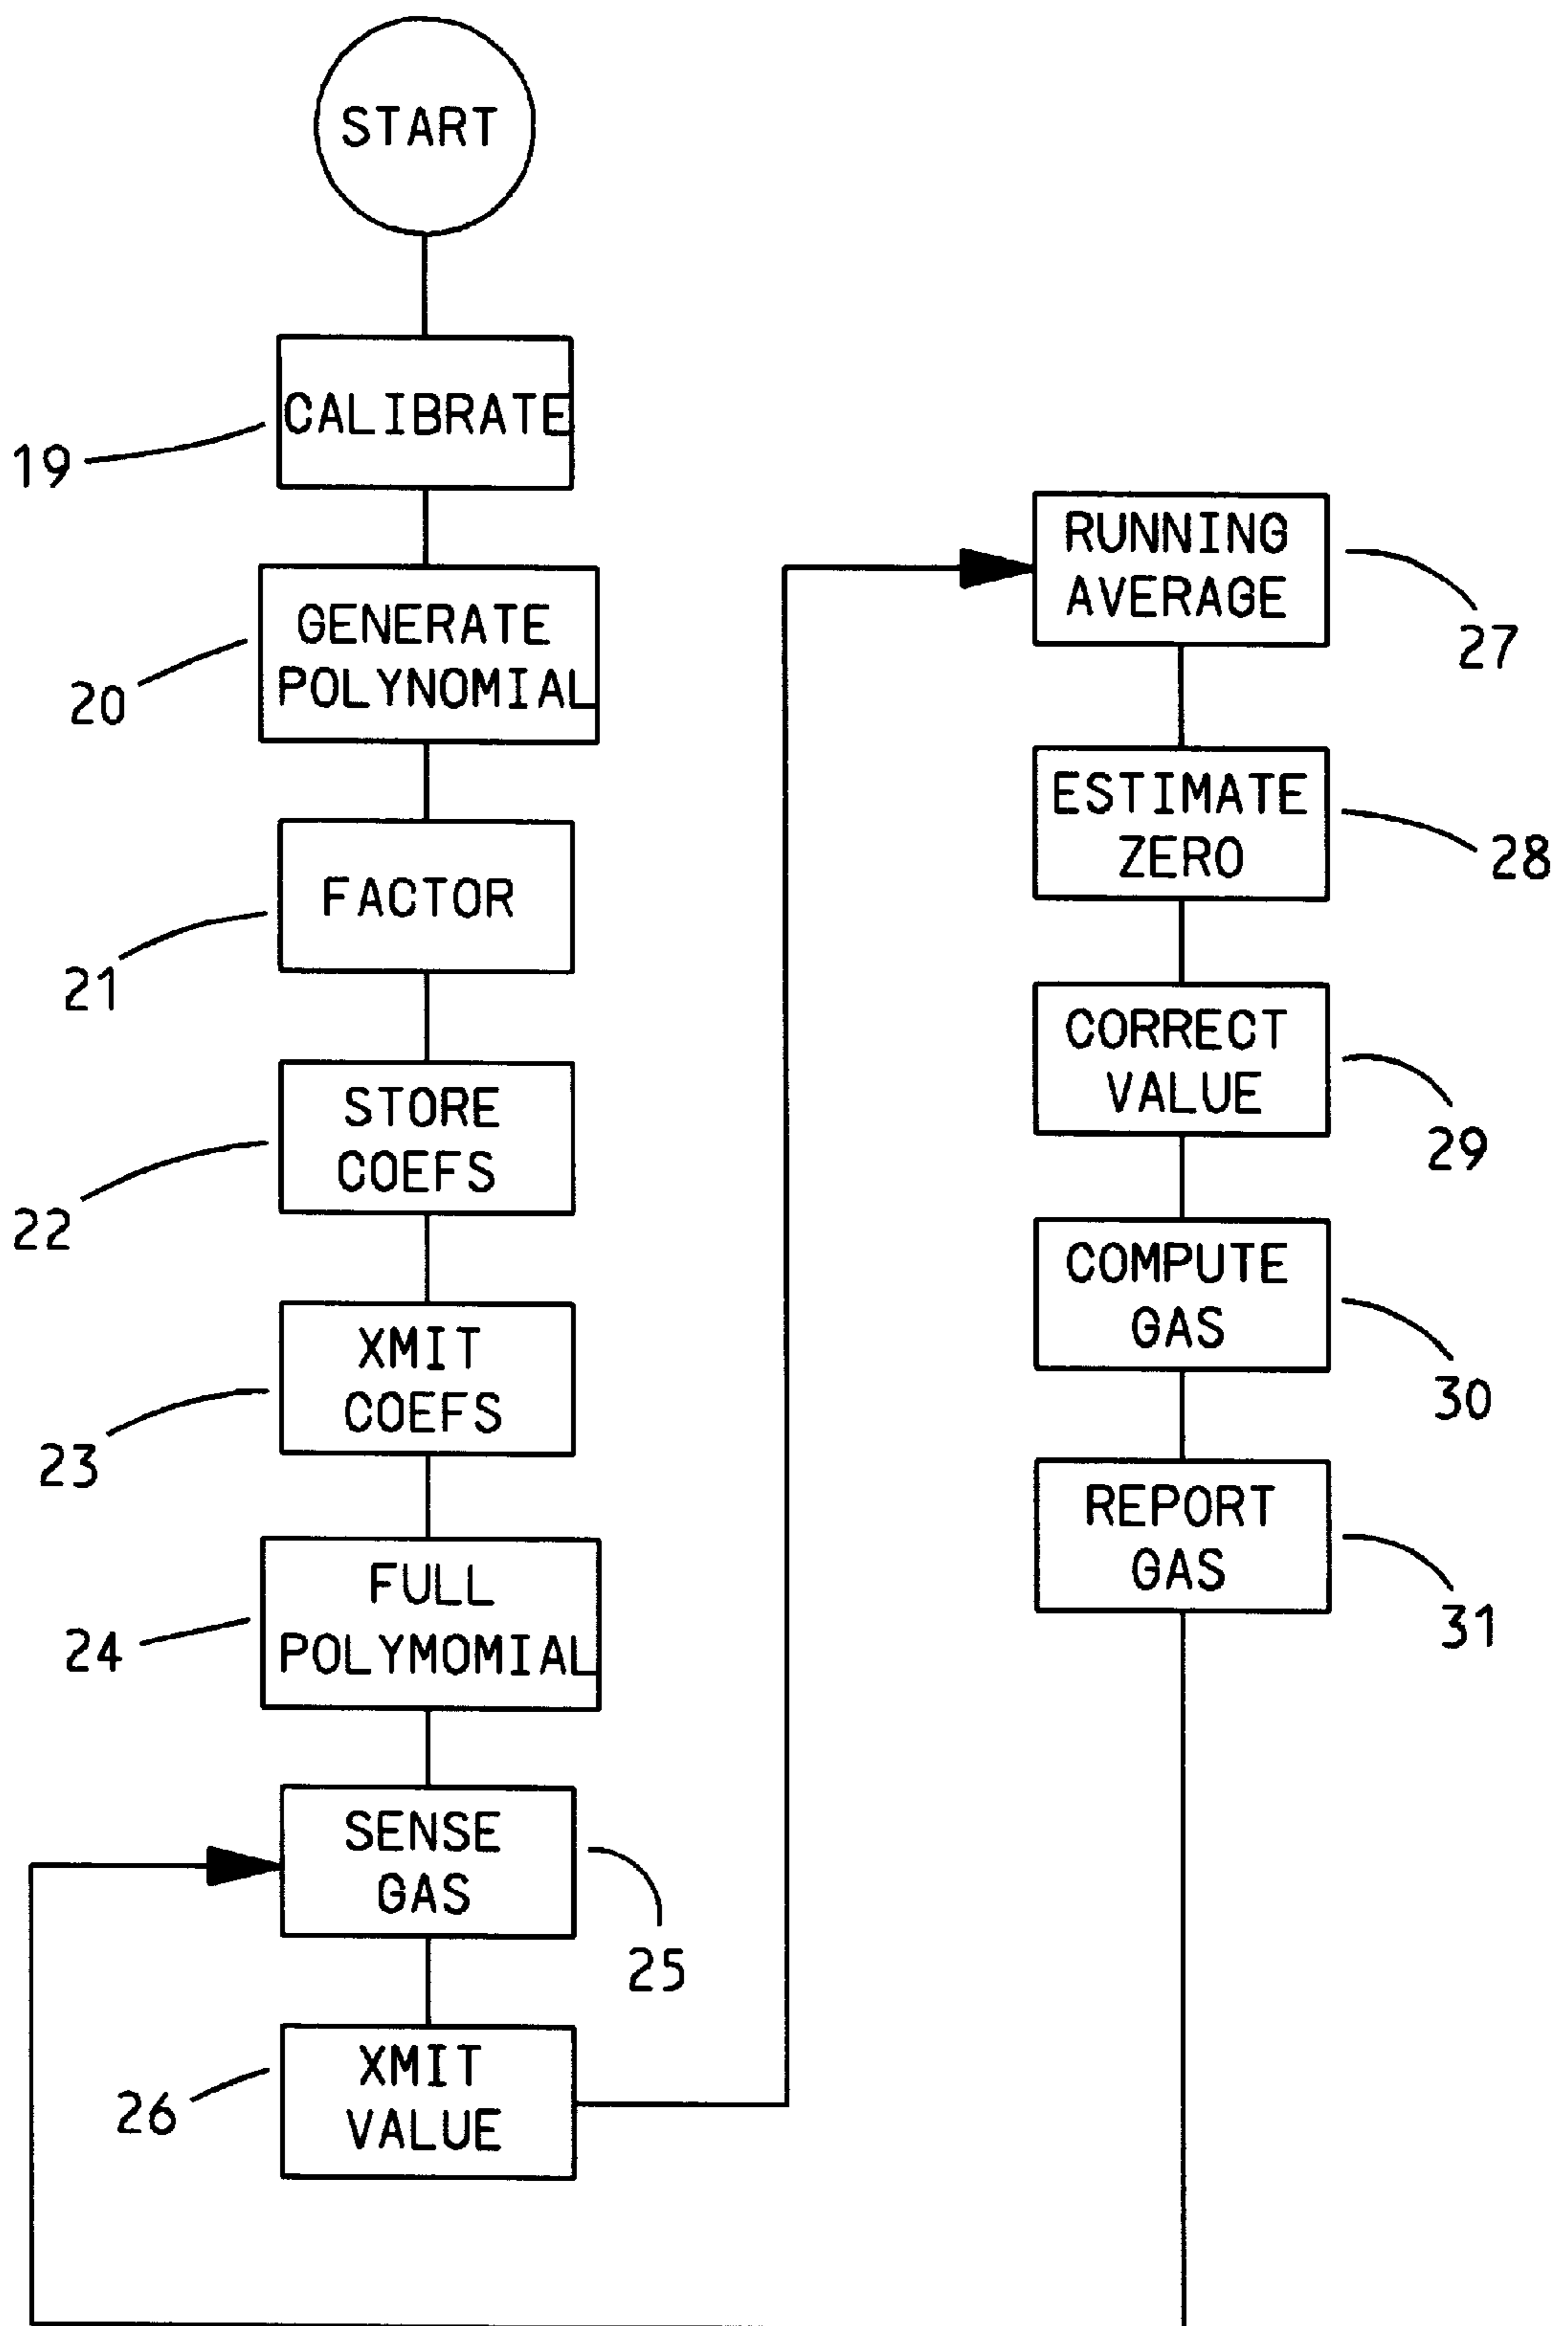 START
CALIBRATE
19
GENERATE
POLYNOMIAL
20
FACTOR
21
STORE
COEFS
22
XMIT
COEFS
23
FULL
POLYMOMIAL
24
SENSE
GAS
25
XMIT
VALUE
26
RUNNING
AVERAGE
27
ESTIMATE
ZERO
28
CORRECT
VALUE
29
COMPUTE
GAS
30
REPORT
GAS
31